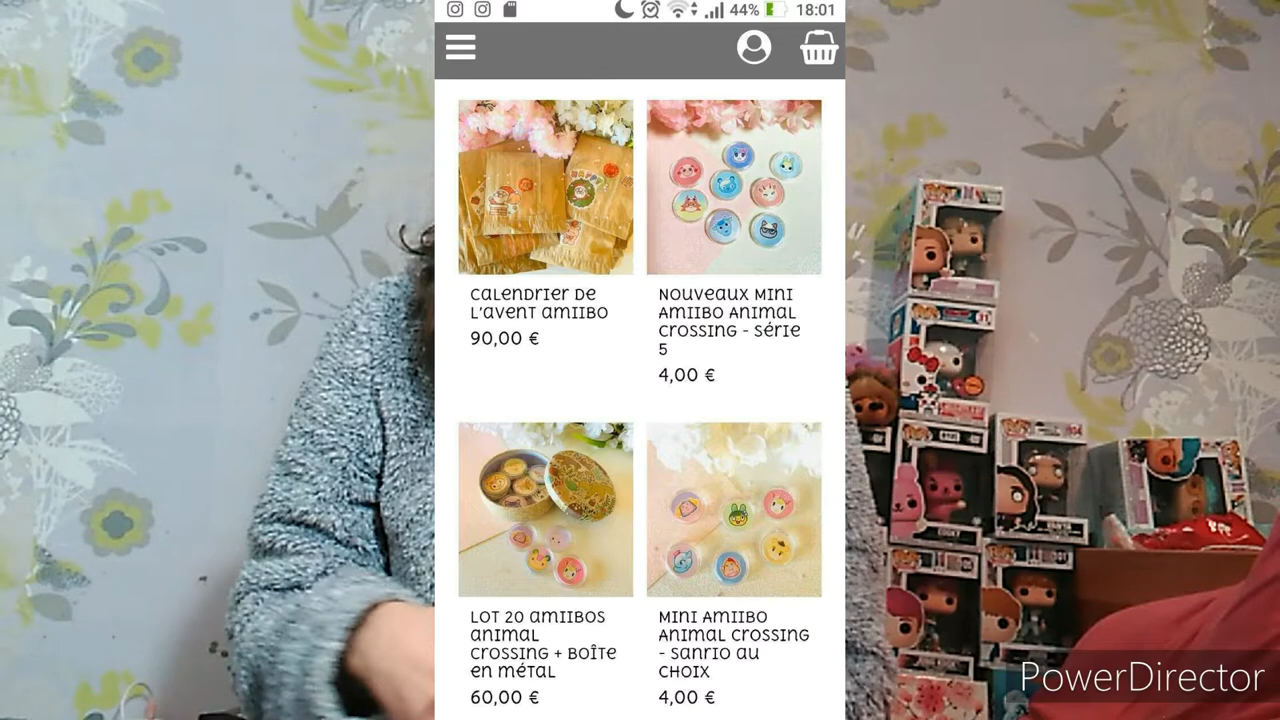 44% 18:01
Calendrier de
l'avent amiibo
90,00 €
Nouveaux mini
amiibo Animal
Crossing - Série
5
4,00 €
Lot 20 amiibos
animal
crossing + boîte
en métal
60,00 €
Mini amiibo
Animal Crossing
- Sanrio au
choix
4,00 €
PowerDirector